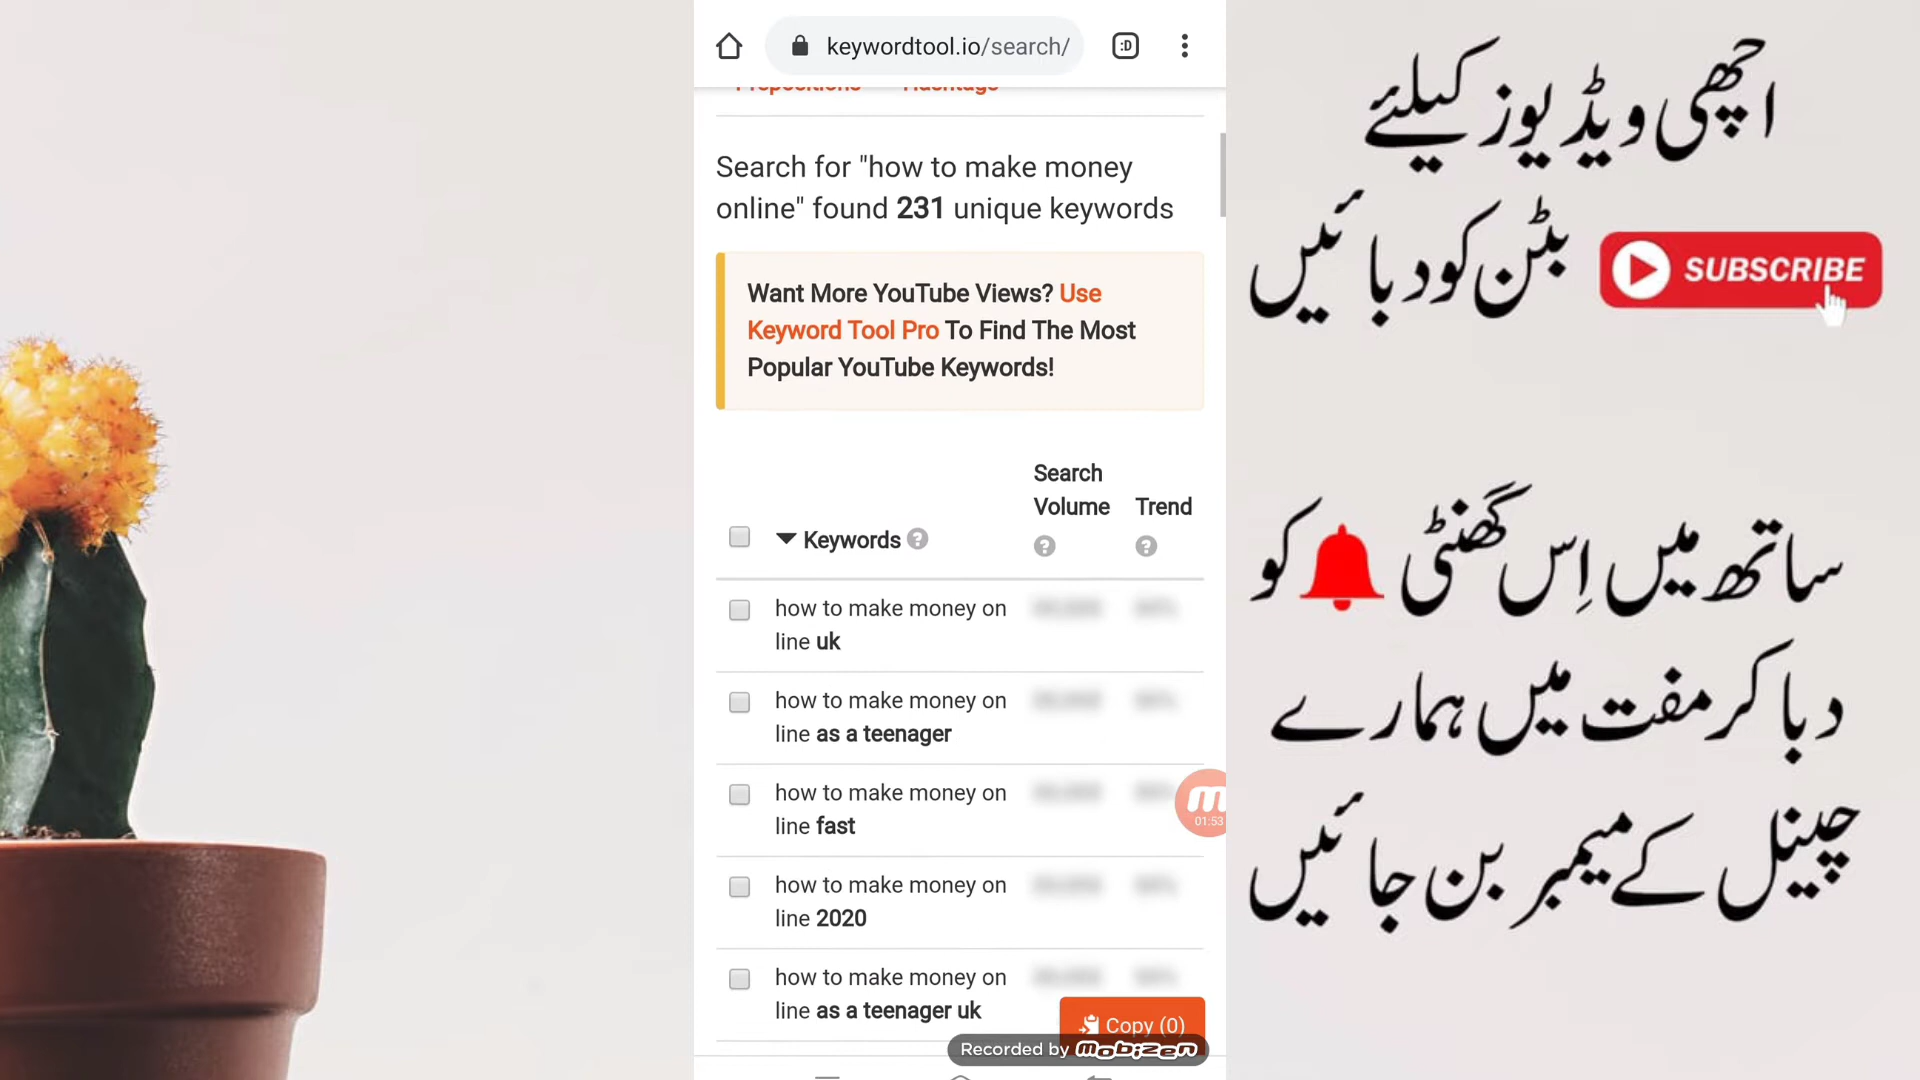 keywordtool.io/search/
:D
Prepositions Hashtags
Search for "how to make money
online" found 231 unique keywords
Want More YouTube Views? Use
Keyword Tool Pro To Find The Most
Popular YouTube Keywords!
Search
Volume Trend
Keywords
how to make money on
line uk
how to make money on
line as a teenager
how to make money on
line fast
01:53
how to make money on
line 2020
how to make money on
line as a teenager uk
Copy (0)
Recorded by Mobizen
اچھی ویڈیوز کیلئے
بٹن کو دبائیں
SUBSCRIBE
ساتھ میں اِس گھنٹی کو
دبا کر مفت میں ہمارے
چینل کے میمبر بن جائیں